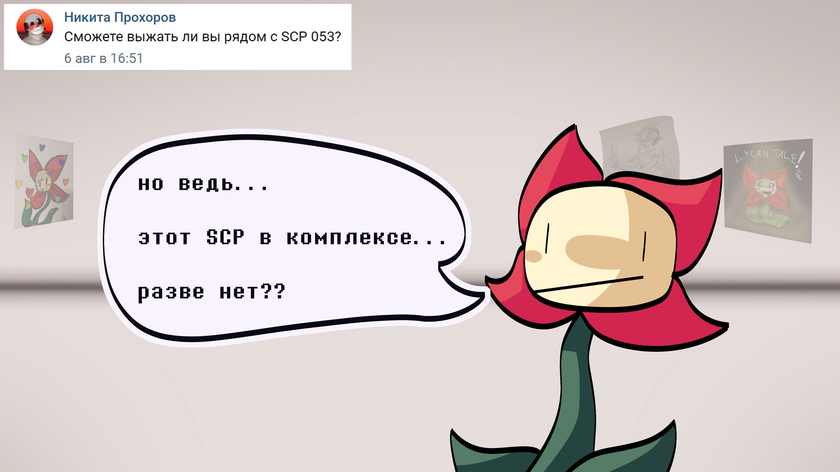 Никита Прохоров
Сможете выжать ли вы рядом с SCP 053?
6 авг в 16:51
но ведь...
этот SCP в комплексе...
разве нет??
LYCANTALE!